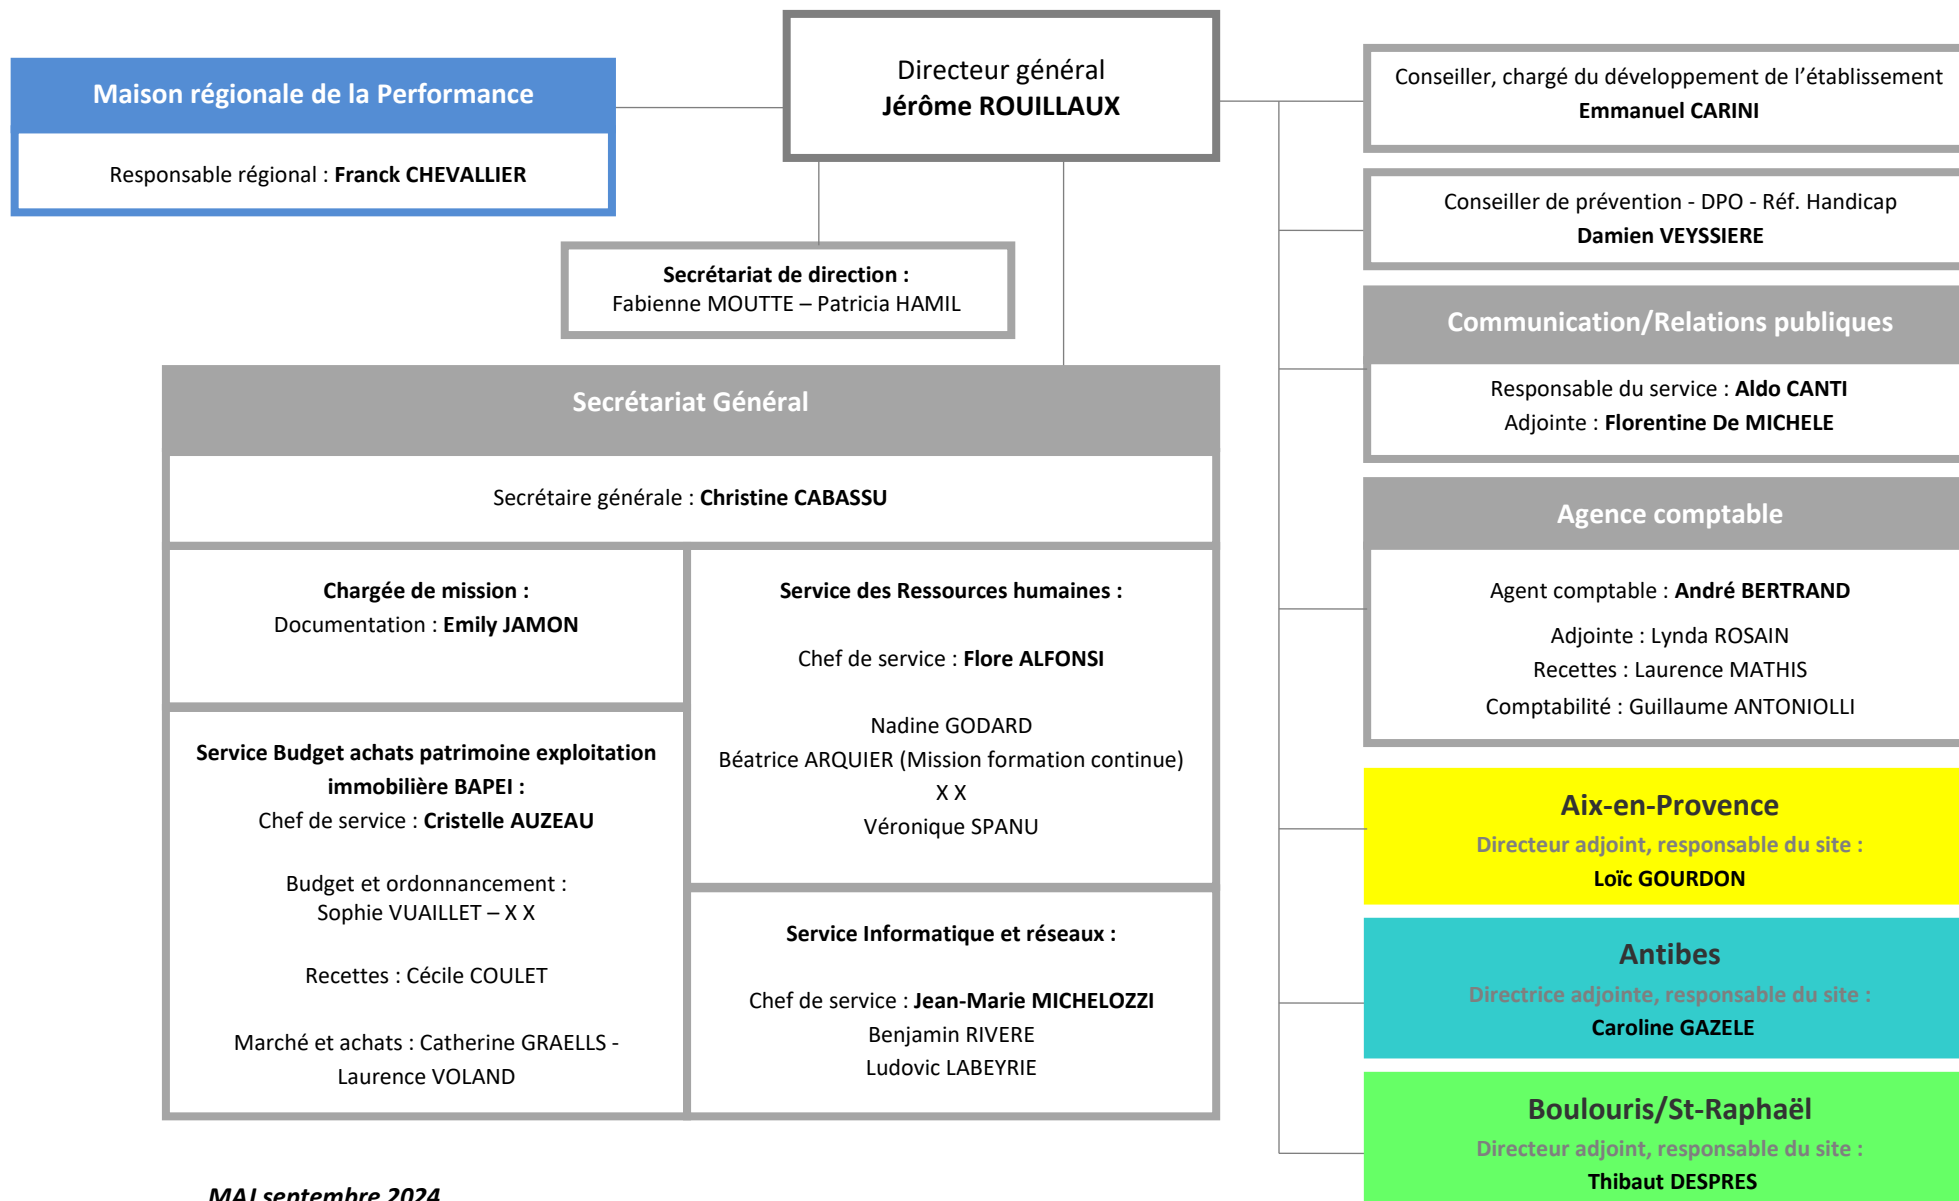 Directeur général
Jérôme ROUILLAUX
Maison régionale de la Performance
Responsable régional : Franck CHEVALLIER
Secrétariat de direction :
Fabienne MOUTTE – Patricia HAMIL
Secrétariat Général
Secrétaire générale : Christine CABASSU
Chargée de mission :
Documentation : Emily JAMON
Service Budget achats patrimoine exploitation
immobilière BAPEI :
Chef de service : Cristelle AUZEAU
Budget et ordonnancement :
Sophie VUAILLET – X X
Recettes : Cécile COULET
Marché et achats : Catherine GRAELLS -
Laurence VOLAND
Service des Ressources humaines :
Chef de service : Flore ALFONSI
Nadine GODARD
Béatrice ARQUIER (Mission formation continue)
X X
Véronique SPANU
Service Informatique et réseaux :
Chef de service : Jean-Marie MICHELOZZI
Benjamin RIVERE
Ludovic LABEYRIE
Conseiller, chargé du développement de l’établissement
Emmanuel CARINI
Conseiller de prévention - DPO - Réf. Handicap
Damien VEYSSIERE
Communication/Relations publiques
Responsable du service : Aldo CANTI
Adjointe : Florentine De MICHELE
Agence comptable
Agent comptable : André BERTRAND
Adjointe : Lynda ROSAIN
Recettes : Laurence MATHIS
Comptabilité : Guillaume ANTONIOLLI
Aix-en-Provence
Directeur adjoint, responsable du site :
Loïc GOURDON
Antibes
Directrice adjointe, responsable du site :
Caroline GAZELE
Boulouris/St-Raphaël
Directeur adjoint, responsable du site :
Thibaut DESPRES
MAJ septembre 2024